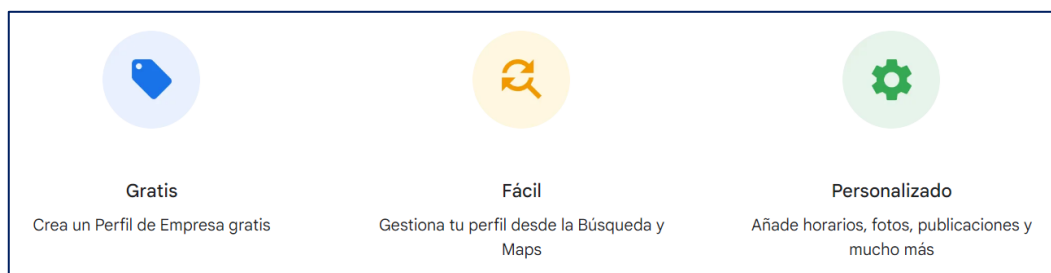 Gratis
Crea un Perfil de Empresa gratis
Fácil
Gestiona tu perfil desde la Búsqueda y
Maps
Personalizado
Añade horarios, fotos, publicaciones y
mucho más